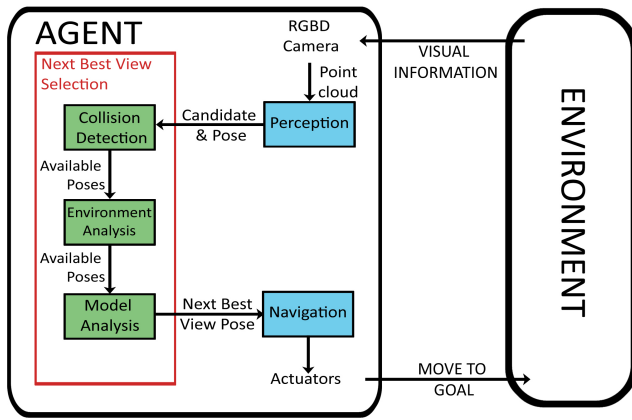 AGENT
Next Best View
Selection
RGBD
Camera
Point
cloud
VISUAL
INFORMATION
Collision
Detection
Candidate
& Pose
Perception
Available
Poses
Environment
Analysis
Available
Poses
Model
Analysis
Next Best
View Pose
Navigation
Actuators
MOVE TO
GOAL
ENVIRONMENT